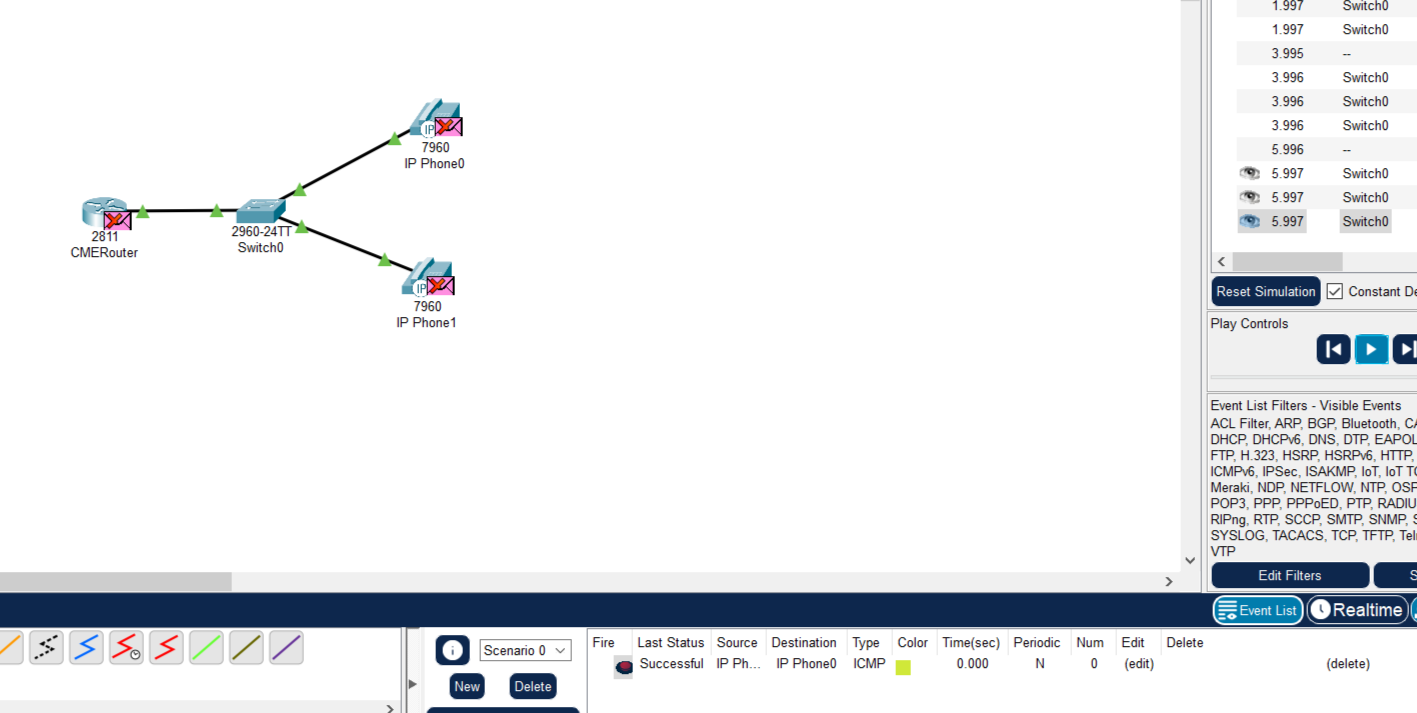 1.997 Switch0
1.997 Switch0
3.995 --
3.996 Switch0
3.996 Switch0
3.996 Switch0
5.996 --
5.997 Switch0
5.997 Switch0
5.997 Switch0
IP
7960
IP Phone0
2811
CMERouter
2960-24TT
Switch0
IP
7960
IP Phone1
Reset Simulation Constant De
Play Controls
Event List Filters - Visible Events
ACL Filter, ARP, BGP, Bluetooth, CA
DHCP, DHCPv6, DNS, DTP, EAPOL
FTP, H.323, HSRP, HSRPv6, HTTP,
ICMPv6, IPSec, ISAKMP, IoT, IoT TC
Meraki, NDP, NETFLOW, NTP, OSP
POP3, PPP, PPPoED, PTP, RADIU
RIPng, RTP, SCCP, SMTP, SNMP, S
SYSLOG, TACACS, TCP, TFTP, Tel
VTP
Edit Filters S
Event List Realtime
Scenario 0
New Delete
Fire Last Status Source Destination Type Color Time(sec) Periodic Num Edit Delete
Successful IP Ph... IP Phone0 ICMP 0.000 N 0 (edit) (delete)